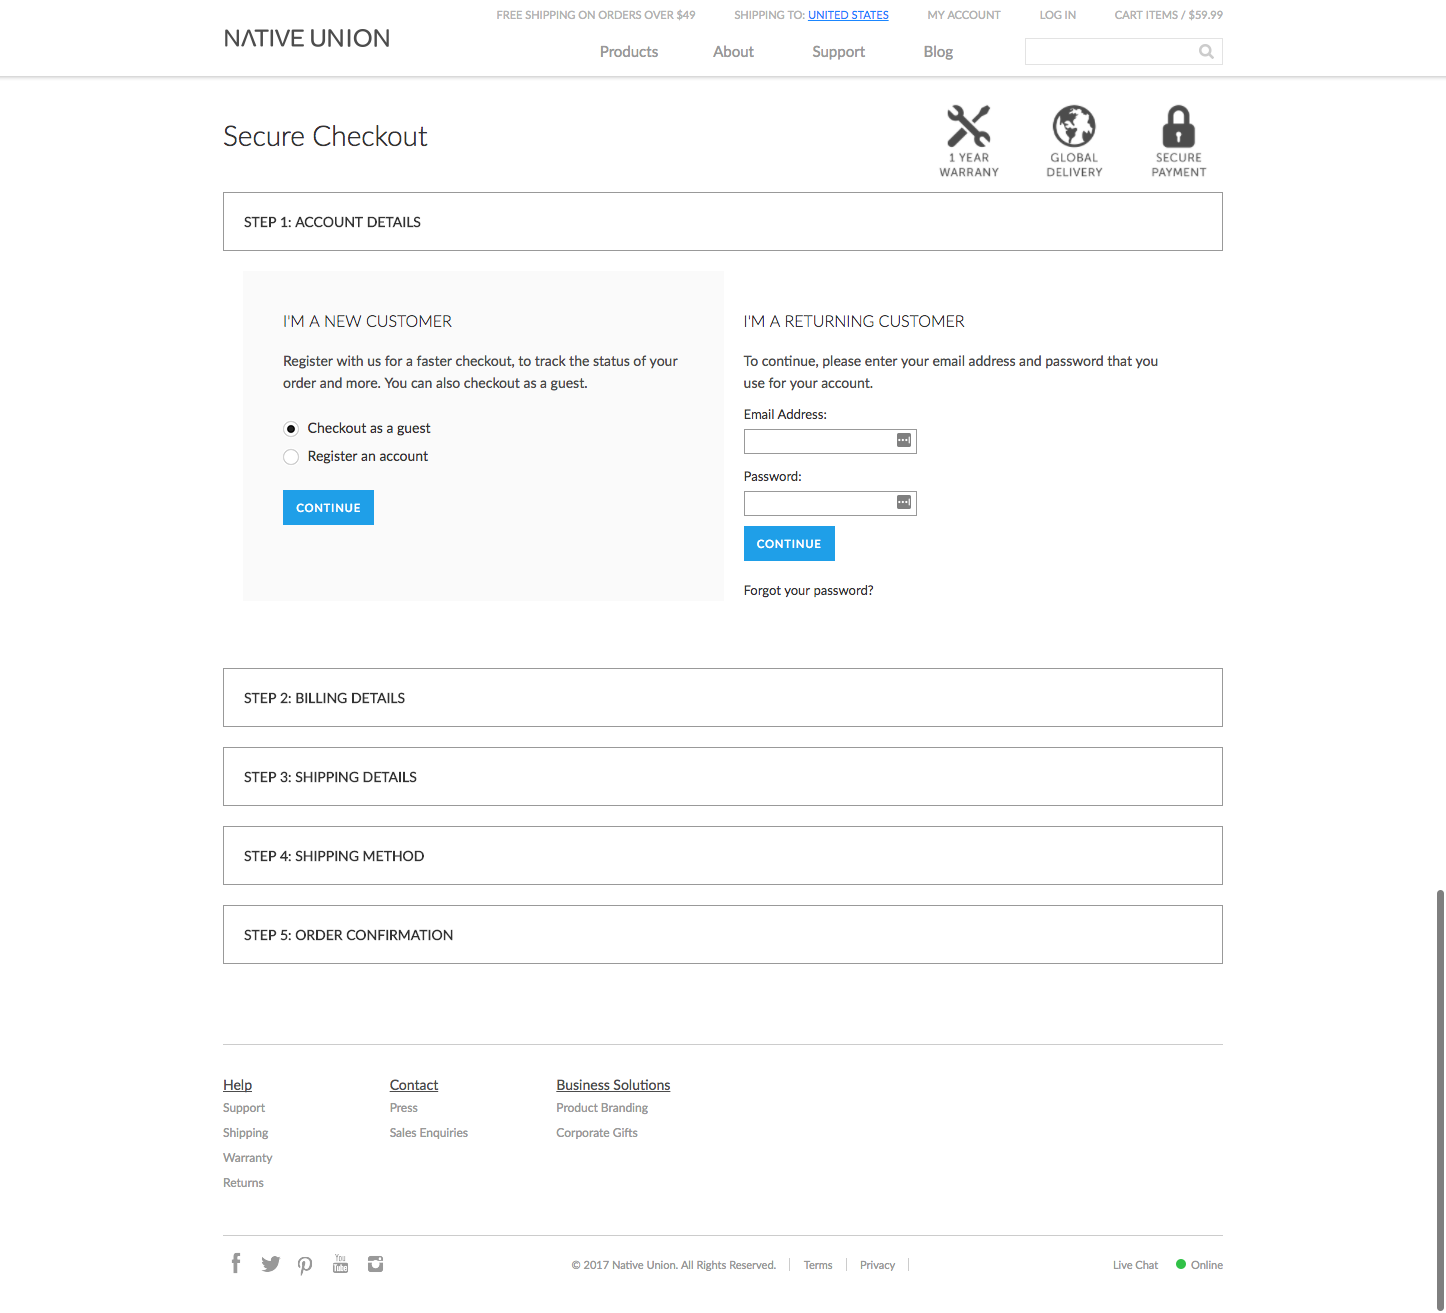 FREE SHIPPING ON ORDERS OVER $49 SHIPPING TO: UNITED STATES MY ACCOUNT LOG IN CART ITEMS / $59.99
NATIVE UNION
Products About Support Blog
Secure Checkout
1 YEAR
WARRANY
GLOBAL
DELIVERY
SECURE
PAYMENT
STEP 1: ACCOUNT DETAILS
I'M A NEW CUSTOMER
Register with us for a faster checkout, to track the status of your
order and more. You can also checkout as a guest.
Checkout as a guest
Register an account
CONTINUE
I'M A RETURNING CUSTOMER
To continue, please enter your email address and password that you
use for your account.
Email Address:
Password:
CONTINUE
Forgot your password?
STEP 2: BILLING DETAILS
STEP 3: SHIPPING DETAILS
STEP 4: SHIPPING METHOD
STEP 5: ORDER CONFIRMATION
Help
Support
Shipping
Warranty
Returns
Contact
Press
Sales Enquiries
Business Solutions
Product Branding
Corporate Gifts
You
Tube
© 2017 Native Union. All Rights Reserved. Terms Privacy
Live Chat Online